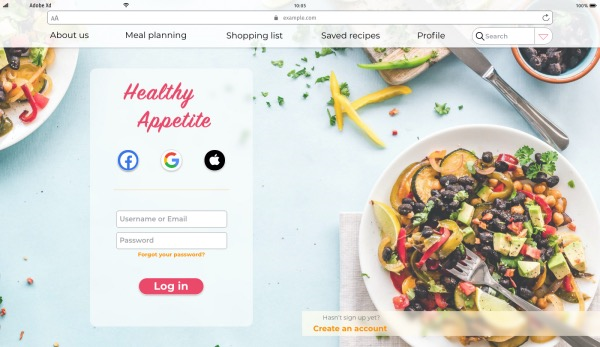 Adobe Xd
10:05
100%
AA
example.com
About us
Meal planning
Shopping list
Saved recipes
Profile
Search
Healthy
Appetite
Username or Email
Password
Forgot your password?
Log in
Hasn't sign up yet?
Create an account